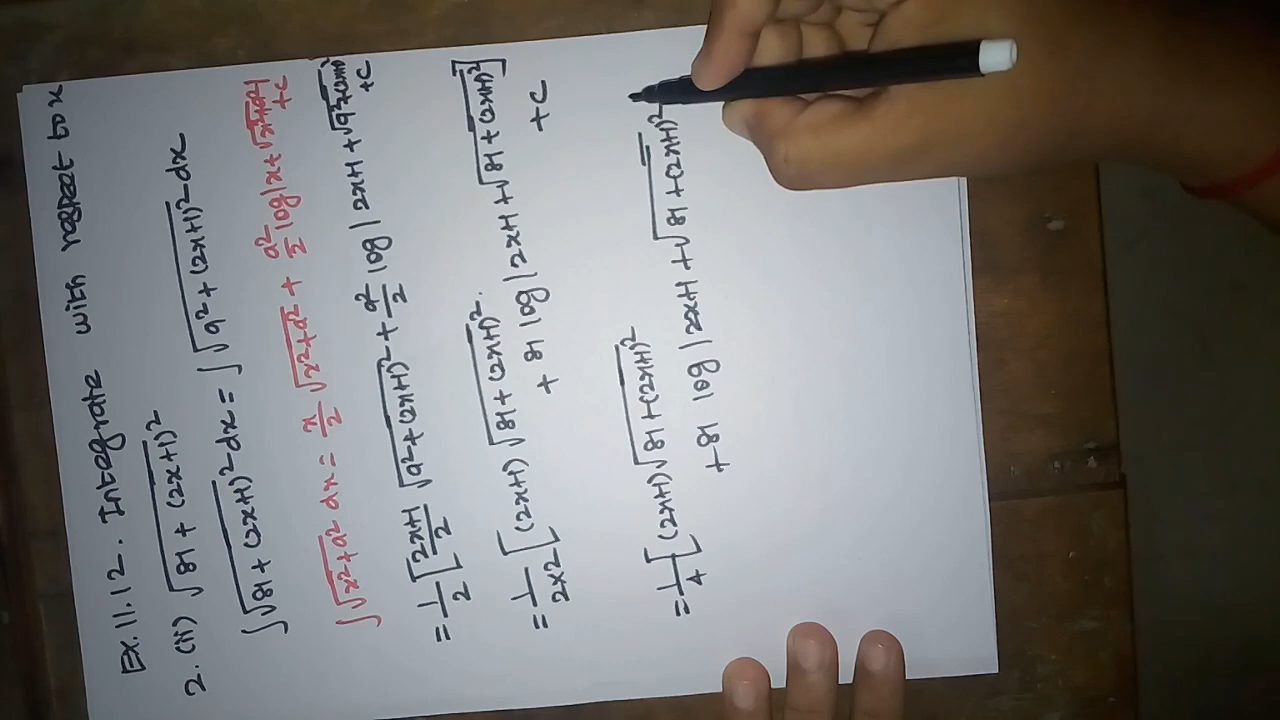 Ex.11.12. Integrate with respect to x
2.(ii) √81 + (2x+1)²
∫√81 + (2x+1)² dx = ∫√9² + (2x+1)² dx
∫√x²+a² dx = x/2 √x²+a² + a²/2 log|x+√x²+a²| +c
= 1/2 [2x+1/2 √9²+(2x+1)² + 9²/2 log|2x+1 + √9²+(2x+1)² +c
= 1/2x2 [(2x+1) √81+(2x+1)².
+ 81 log|2x+1 + √81+(2x+1)²] +c
= 1/4 [(2x+1)√81+(2x+1)²
+81 log|2x+1+√81+(2x+1)²